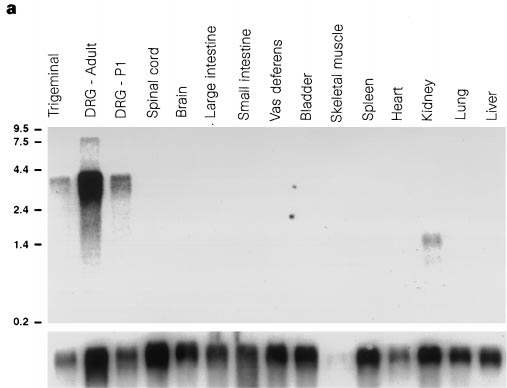 a
Trigeminal
DRG - Adult
DRG - P1
Spinal cord
Brain
Large intestine
Small intestine
Vas deferens
Bladder
Skeletal muscle
Spleen
Heart
Kidney
Lung
Liver
9.5
7.5
4.4
2.4
1.4
0.2